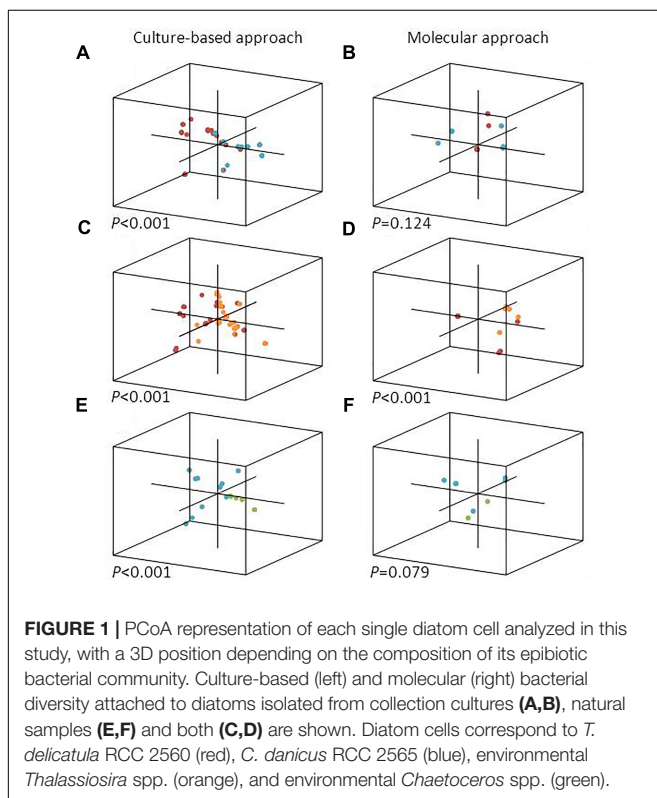 Culture-based approach
Molecular approach
A
B
P<0.001
P=0.124
C
D
P<0.001
P<0.001
E
F
P<0.001
P=0.079
FIGURE 1 | PCoA representation of each single diatom cell analyzed in this
study, with a 3D position depending on the composition of its epibiotic
bacterial community. Culture-based (left) and molecular (right) bacterial
diversity attached to diatoms isolated from collection cultures (A,B), natural
samples (E,F) and both (C,D) are shown. Diatom cells correspond to T.
delicatula RCC 2560 (red), C. danicus RCC 2565 (blue), environmental
Thalassiosira spp. (orange), and environmental Chaetoceros spp. (green).